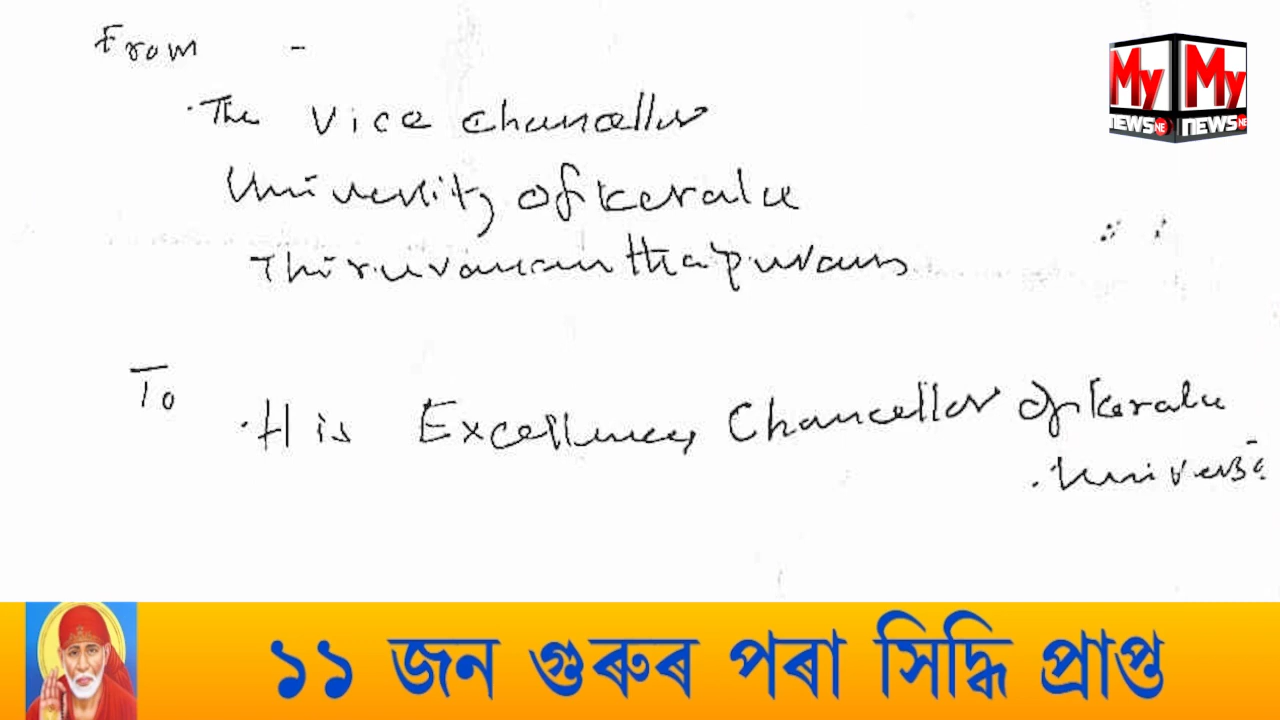 From -
The Vice Chancellor
University of Kerala
Thiruvananthapuram
To
His Excellency Chancellor of Kerala
My My
NEWS NE NEWS NE
১১ জন গুৰুৰ পৰা সিদ্ধি প্ৰাপ্ত